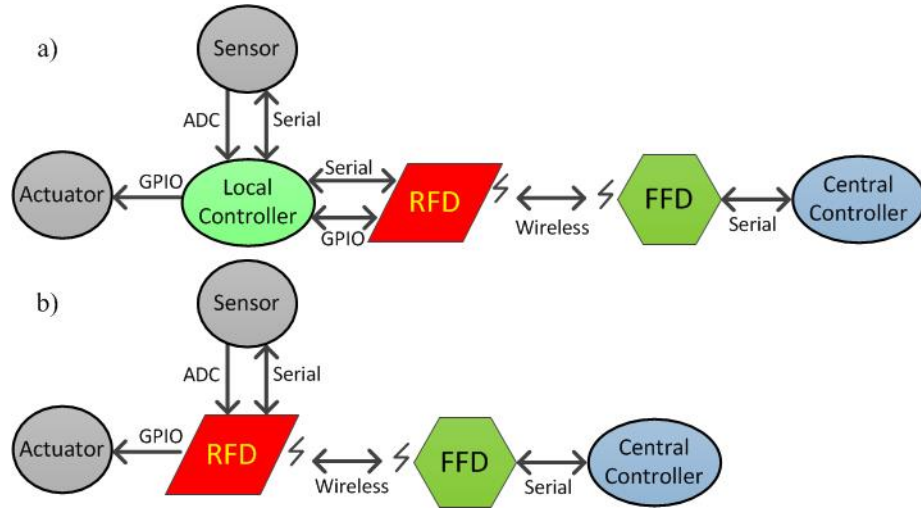 a)
Sensor
ADC
Serial
Actuator
GPIO
Local
Controller
Serial
GPIO
RFD
Wireless
FFD
Serial
Central
Controller
b)
Sensor
ADC
Serial
Actuator
GPIO
RFD
Wireless
FFD
Serial
Central
Controller